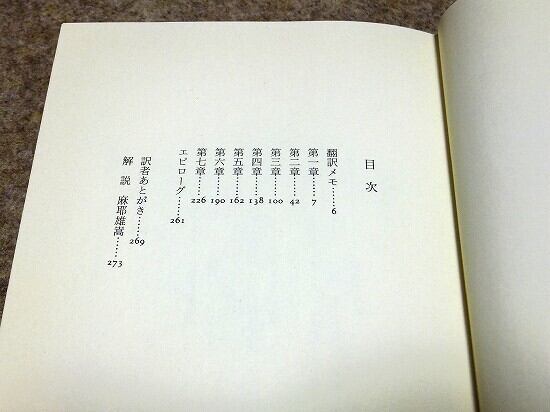 目次
翻訳メモ……6
第一章……7
第二章……42
第三章……100
第四章……138
第五章……162
第六章……190
第七章……226
エピローグ……261
訳者あとがき……269
解説 麻耶雄嵩……273